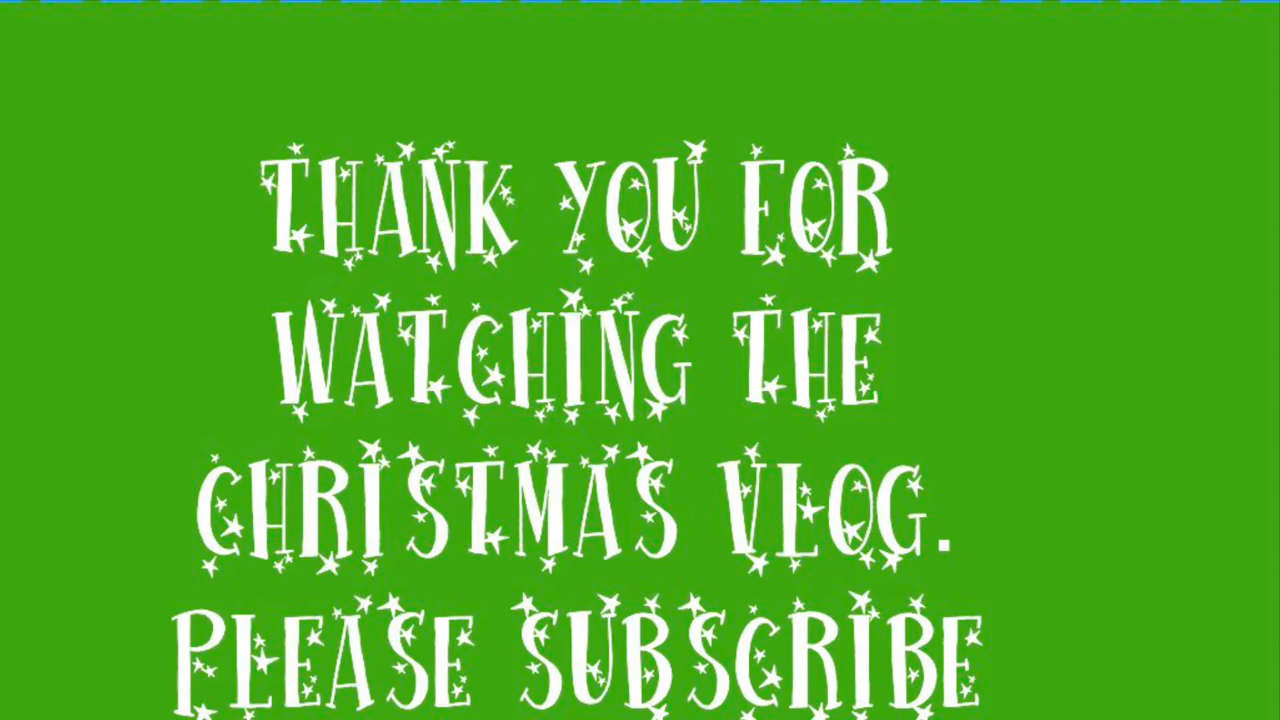 THANK YOU FOR
WATCHING THE
CHRISTMAS VLOG.
PLEASE SUBSCRIBE